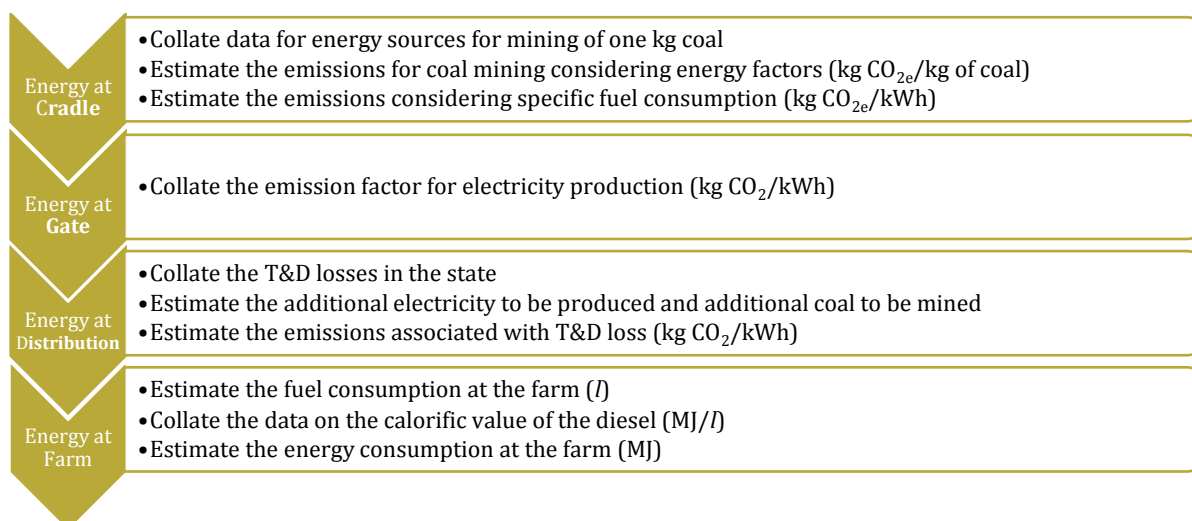 Energy at
Cradle
•Collate data for energy sources for mining of one kg coal
•Estimate the emissions for coal mining considering energy factors (kg CO2e/kg of coal)
•Estimate the emissions considering specific fuel consumption (kg CO2e/kWh)
Energy at
Gate
•Collate the emission factor for electricity production (kg CO2/kWh)
Energy at
Distribution
•Collate the T&D losses in the state
•Estimate the additional electricity to be produced and additional coal to be mined
•Estimate the emissions associated with T&D loss (kg CO2/kWh)
Energy at
Farm
•Estimate the fuel consumption at the farm (l)
•Collate the data on the calorific value of the diesel (MJ/l)
•Estimate the energy consumption at the farm (MJ)